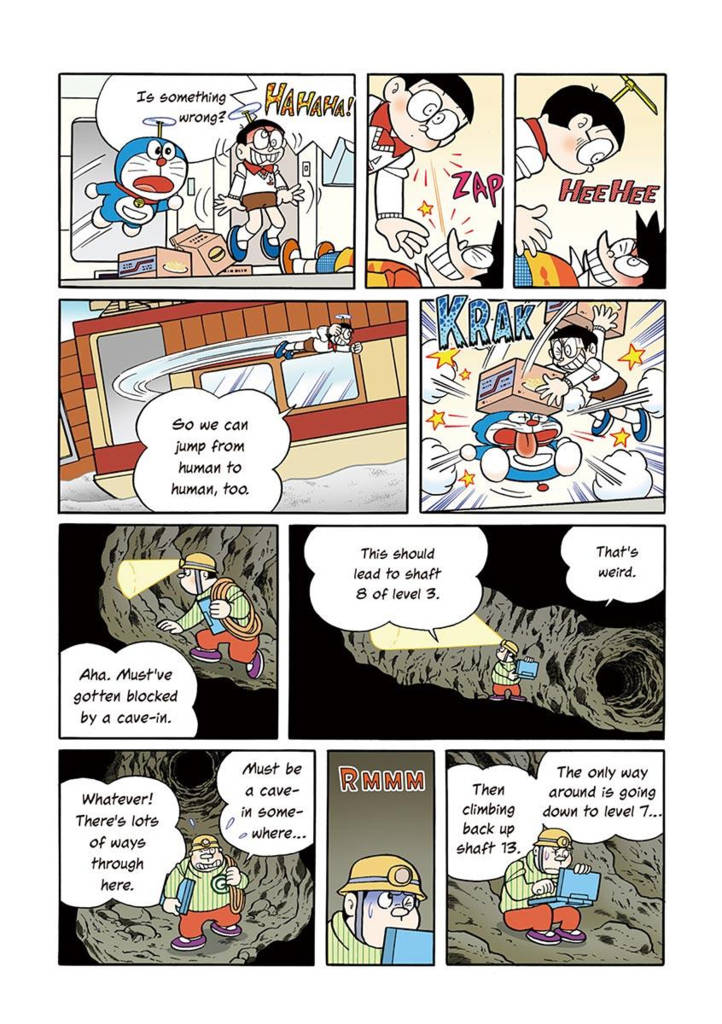 Is something
wrong?
HAHAHA!
ZAP
HEEHEE
So we can
jump from
human to
human, too.
KRAK
Aha. Must've
gotten blocked
by a cave-in.
This should
lead to shaft
8 of level 3.
That's
weird.
Whatever!
There's lots
of ways
through
here.
Must be
a cave-
in some-
where...
RMMM
Then
climbing
back up
shaft 13.
The only way
around is going
down to level 7...